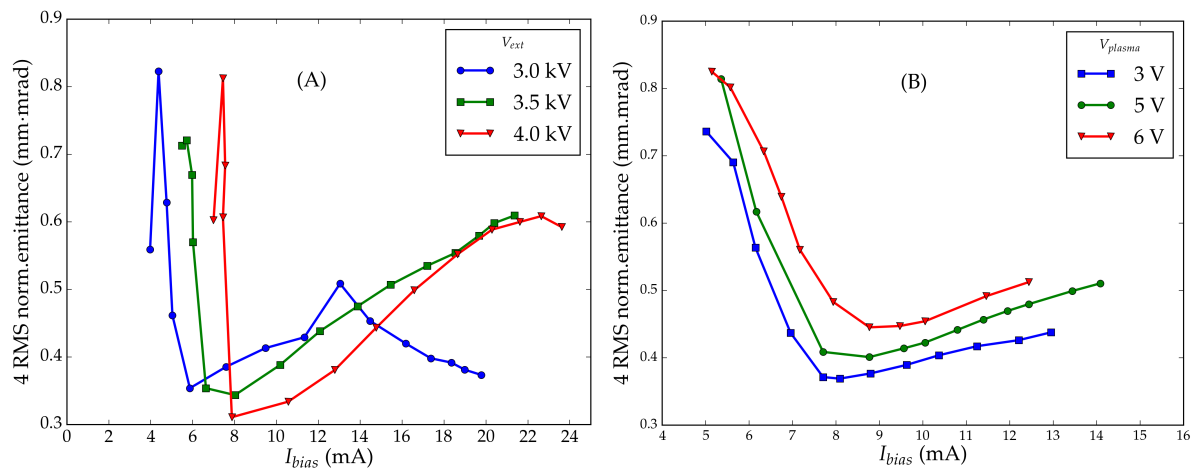 0.9
0.8
0.7
0.6
0.5
0.4
0.3
4 RMS norm.emittance (mm·mrad)
0 2 4 6 8 10 12 14 16 18 20 22 24
I_bias (mA)
(A)
V_ext
3.0 kV
3.5 kV
4.0 kV
0.9
0.8
0.7
0.6
0.5
0.4
0.3
4 RMS norm.emittance (mm.mrad)
4 5 6 7 8 9 10 11 12 13 14 15 16
I_bias (mA)
(B)
V_plasma
3 V
5 V
6 V